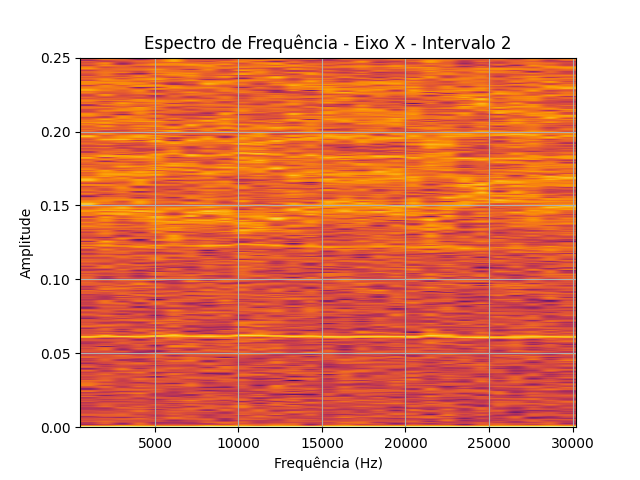 Espectro de Frequência - Eixo X - Intervalo 2
0.25
0.20
0.15
0.10
0.05
0.00
Amplitude
5000 10000 15000 20000 25000 30000
Frequência (Hz)